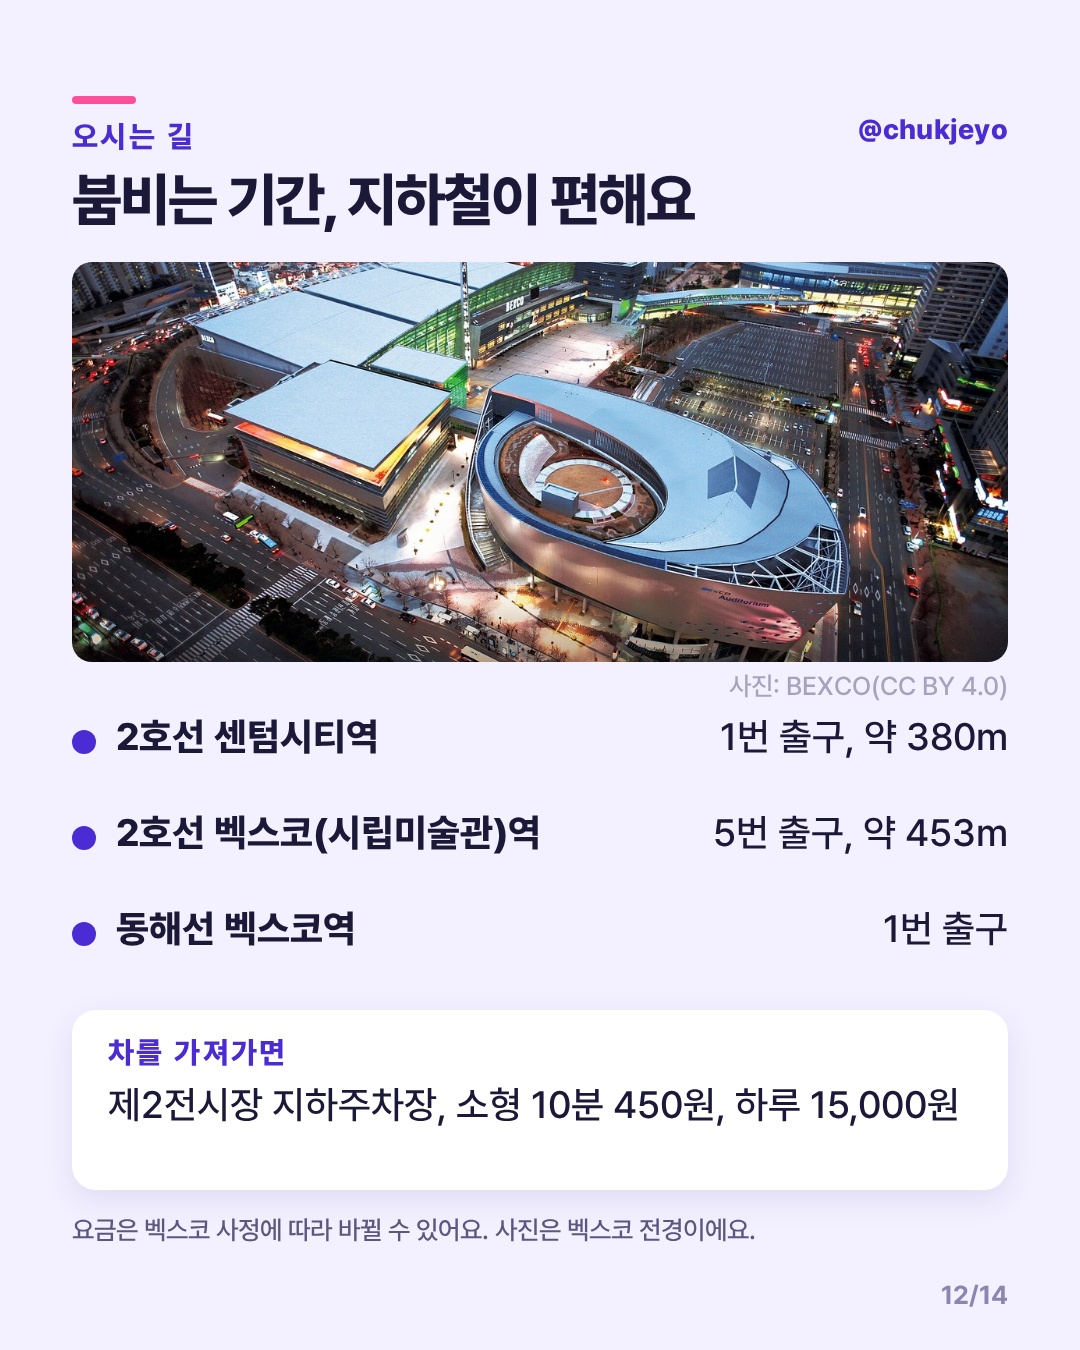 오시는 길
@chukjeyo
붐비는 기간, 지하철이 편해요
BEXCO
Auditorium
사진: BEXCO(CC BY 4.0)
2호선 센텀시티역 1번 출구, 약 380m
2호선 벡스코(시립미술관)역 5번 출구, 약 453m
동해선 벡스코역 1번 출구
차를 가져가면
제2전시장 지하주차장, 소형 10분 450원, 하루 15,000원
요금은 벡스코 사정에 따라 바뀔 수 있어요. 사진은 벡스코 전경이에요.
12/14